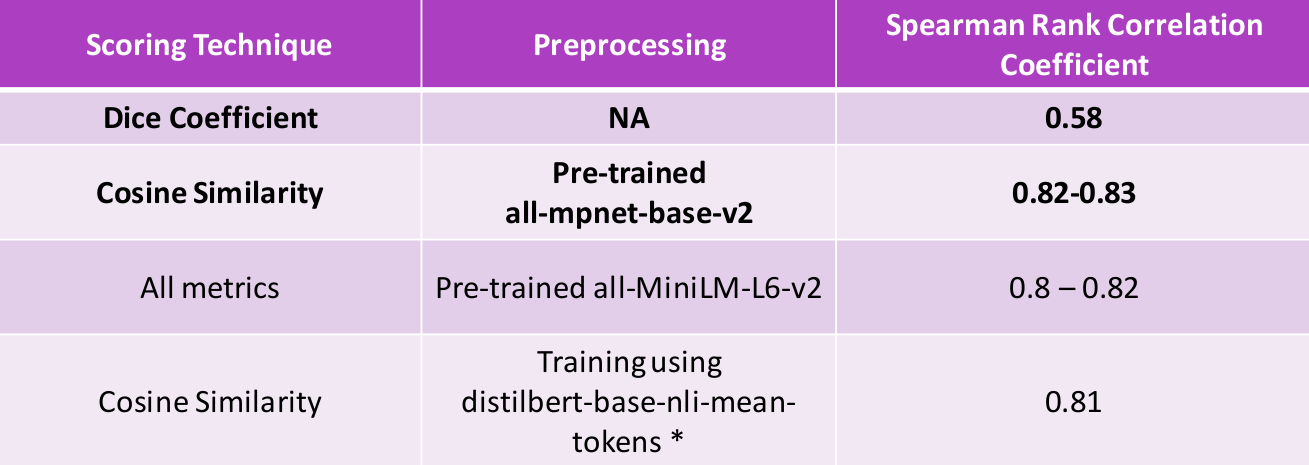 Scoring Technique
Preprocessing
Spearman Rank Correlation
Coefficient
Dice Coefficient
NA
0.58
Cosine Similarity
Pre-trained
all-mpnet-base-v2
0.82-0.83
All metrics
Pre-trained all-MiniLM-L6-v2
0.8 – 0.82
Cosine Similarity
Training using
distilbert-base-nli-mean-
tokens *
0.81